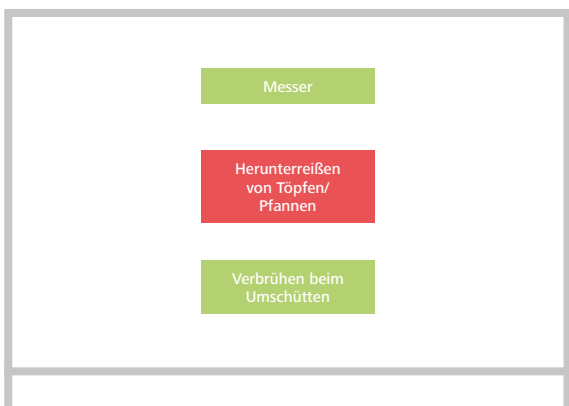 Messer
Herunterreißen
von Töpfen/
Pfannen
Verbrühen beim
Umschütten